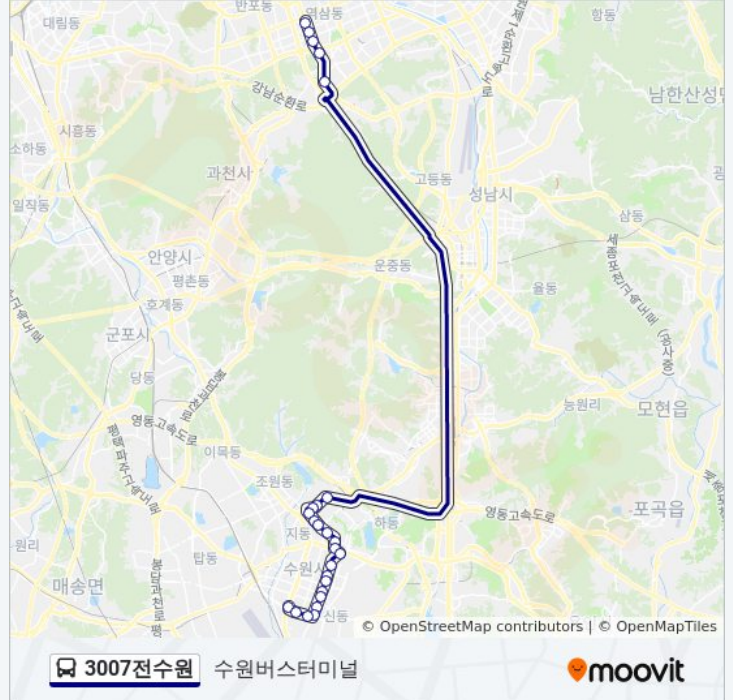 반포동
역삼동
대림동
항동
강남순환로
남한산성면
시흥동
소하동
과천시
고등동
성남시
일직동
삼동
안양시
운중동
평촌동
율동
호계동
군포시
당동
능원리
모현읍
영동고속도로
이목동
조원동
포곡읍
영동고속도로
하동
지동
원리
탑동
수원시
매송면
신동
© OpenStreetMap contributors | © OpenMapTiles
3007전수원 수원버스터미널
moovit